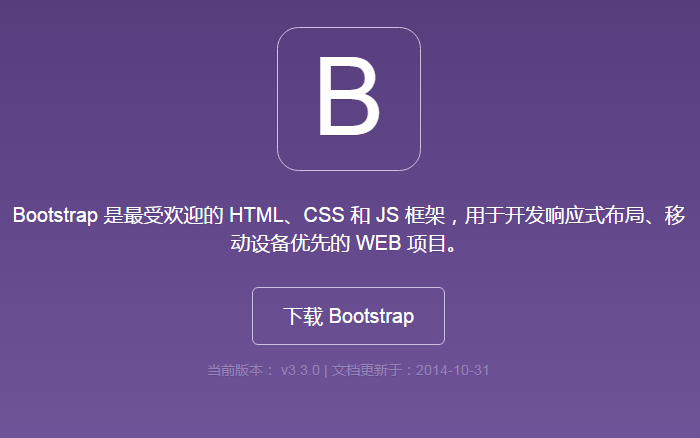 B
Bootstrap 是最受欢迎的 HTML、CSS 和 JS 框架，用于开发响应式布局、移
动设备优先的 WEB 项目。
下载 Bootstrap
当前版本： v3.3.0 | 文档更新于：2014-10-31